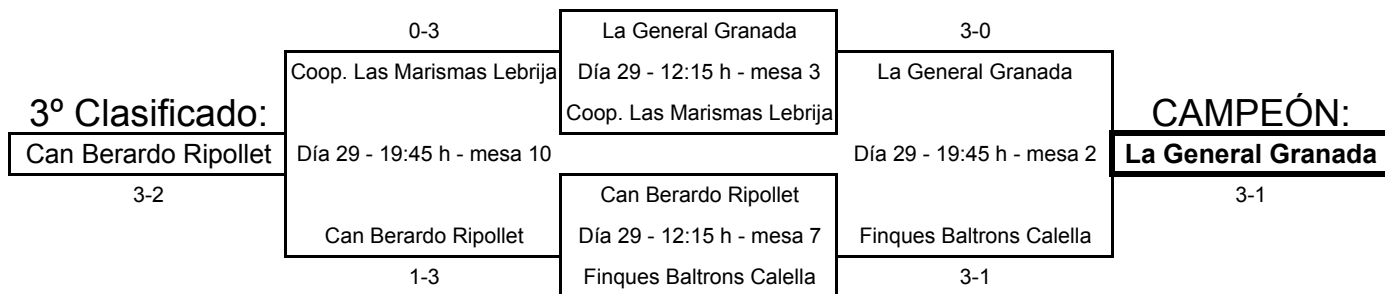 0-3 La General Granada 3-0
Coop. Las Marismas Lebrija Día 29 - 12:15 h - mesa 3 La General Granada
3º Clasificado: Coop. Las Marismas Lebrija CAMPEÓN:
Can Berardo Ripollet Día 29 - 19:45 h - mesa 10 Día 29 - 19:45 h - mesa 2 La General Granada
3-2 Can Berardo Ripollet 3-1
Can Berardo Ripollet Día 29 - 12:15 h - mesa 7 Finques Baltrons Calella
1-3 Finques Baltrons Calella 3-1